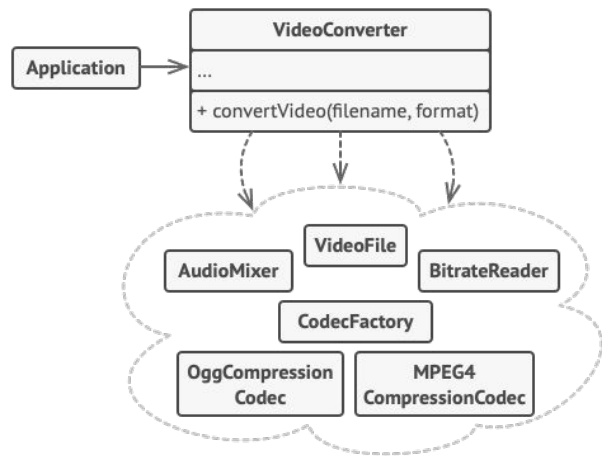 VideoConverter
Application
...
+ convertVideo(filename, format)
VideoFile
AudioMixer
BitrateReader
CodecFactory
OggCompression
Codec
MPEG4
CompressionCodec